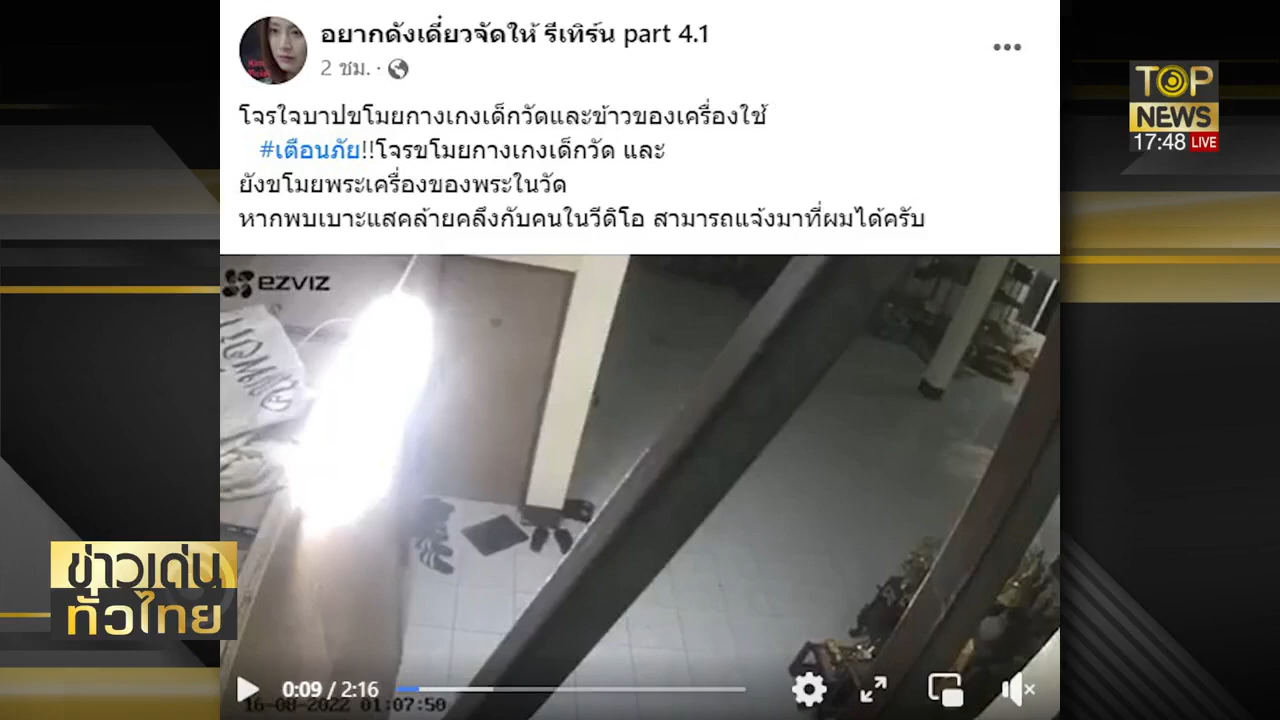 อยากดังเดี๋ยวจัดให้ รีเทิร์น part 4.1
2 ชม. ·
TOP
NEWS
17:48 LIVE
โจรใจบาปขโมยกางเกงเด็กวัดและข้าวของเครื่องใช้
#เตือนภัย!!โจรขโมยกางเกงเด็กวัด และ
ยังขโมยพระเครื่องของพระในวัด
หากพบเบาะแสคล้ายคลึงกับคนในวีดิโอ สามารถแจ้งมาที่ผมได้ครับ
ezviz
ข่าวเด่น
ทั่วไทย
0:09 / 2:16
16-08-2022 01:07:50